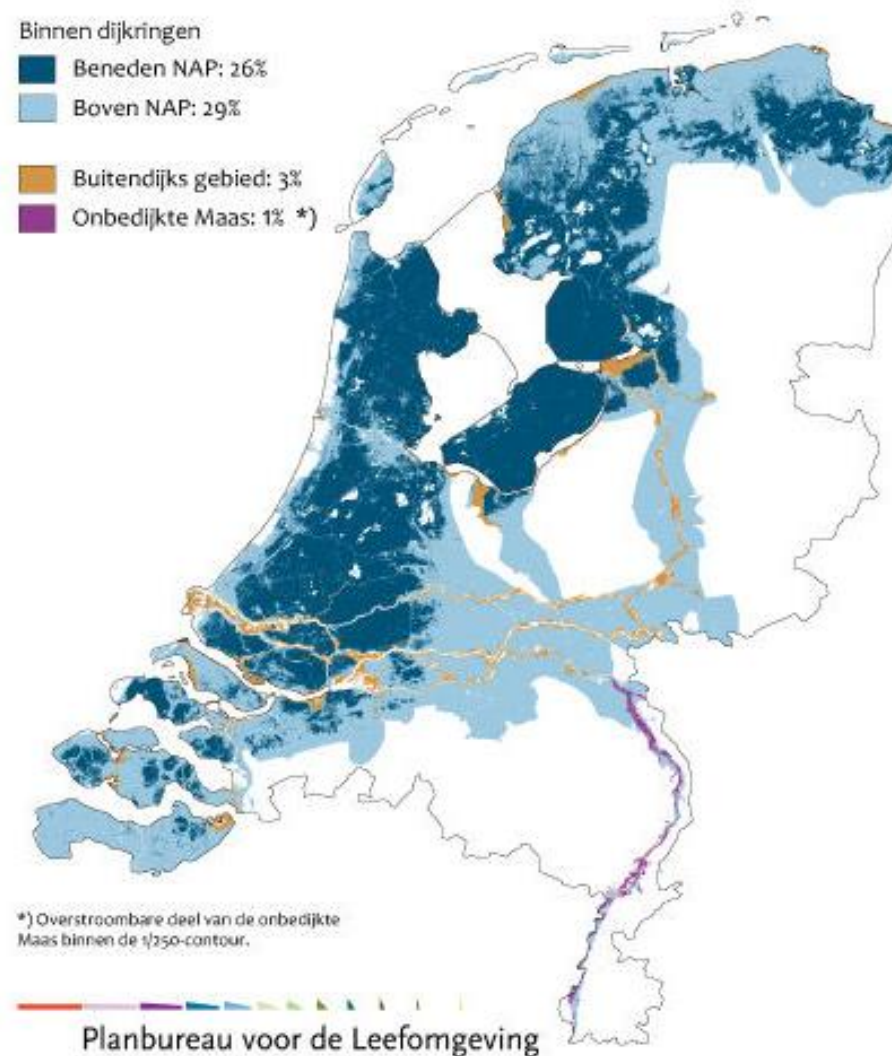 Binnen dijkringen
Beneden NAP: 26%
Boven NAP: 29%
Buitendijks gebied: 3%
Onbedijkte Maas: 1% *)
*) Overstroombare deel van de onbedijkte
Maas binnen de 1/250-contour.
Planbureau voor de Leefomgeving